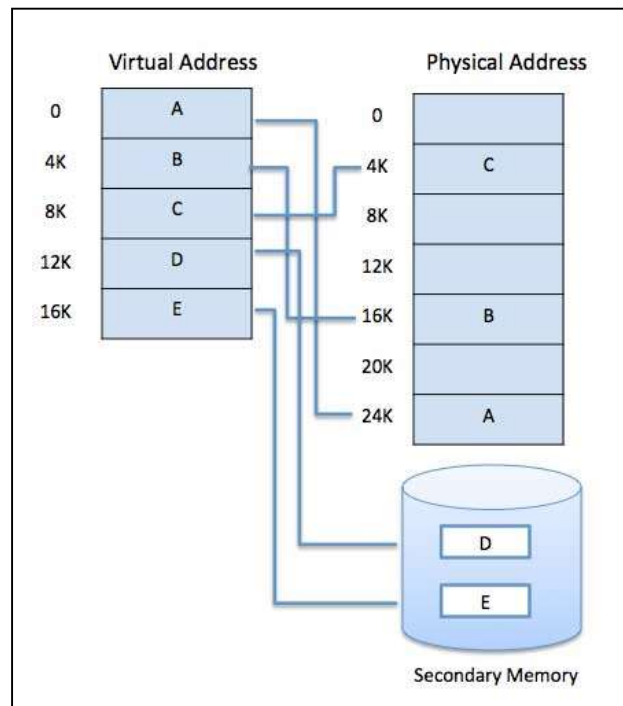 Virtual Address
0
A
4K
B
8K
C
12K
D
16K
E
Physical Address
0
4K
C
8K
12K
16K
B
20K
24K
A
D
E
Secondary Memory